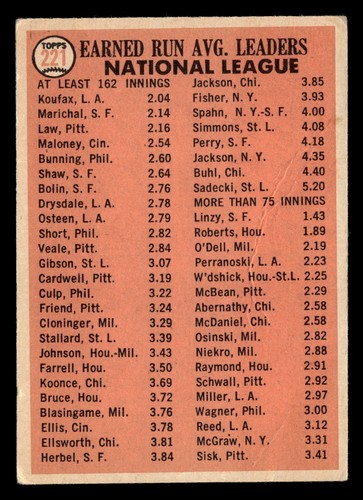 TOPPS
221
EARNED RUN AVG. LEADERS
NATIONAL LEAGUE
AT LEAST 162 INNINGS
Koufax, L. A. 2.04
Marichal, S. F. 2.14
Law, Pitt. 2.16
Maloney, Cin. 2.54
Bunning, Phil. 2.60
Shaw, S. F. 2.64
Bolin, S. F. 2.76
Drysdale, L. A. 2.78
Osteen, L. A. 2.79
Short, Phil. 2.82
Veale, Pitt. 2.84
Gibson, St. L. 3.07
Cardwell, Pitt. 3.19
Culp, Phil. 3.22
Friend, Pitt. 3.24
Cloninger, Mil. 3.29
Stallard, St. L. 3.39
Johnson, Hou.-Mil. 3.43
Farrell, Hou. 3.50
Koonce, Chi. 3.69
Bruce, Hou. 3.72
Blasingame, Mil. 3.76
Ellis, Cin. 3.78
Ellsworth, Chi. 3.81
Herbel, S. F. 3.84
Jackson, Chi. 3.85
Fisher, N. Y. 3.93
Spahn, N. Y.-S. F. 4.00
Simmons, St. L. 4.08
Perry, S. F. 4.18
Jackson, N. Y. 4.35
Buhl, Chi. 4.40
Sadecki, St. L. 5.20
MORE THAN 75 INNINGS
Linzy, S. F. 1.43
Roberts, Hou. 1.89
O'Dell, Mil. 2.19
Perranoski, L. A. 2.23
W'dshick, Hou.-St.L. 2.25
McBean, Pitt. 2.29
Abernathy, Chi. 2.58
McDaniel, Chi. 2.58
Osinski, Mil. 2.82
Niekro, Mil. 2.88
Raymond, Hou. 2.91
Schwall, Pitt. 2.92
Miller, L. A. 2.97
Wagner, Phil. 3.00
Reed, L. A. 3.12
McGraw, N. Y. 3.31
Sisk, Pitt. 3.41